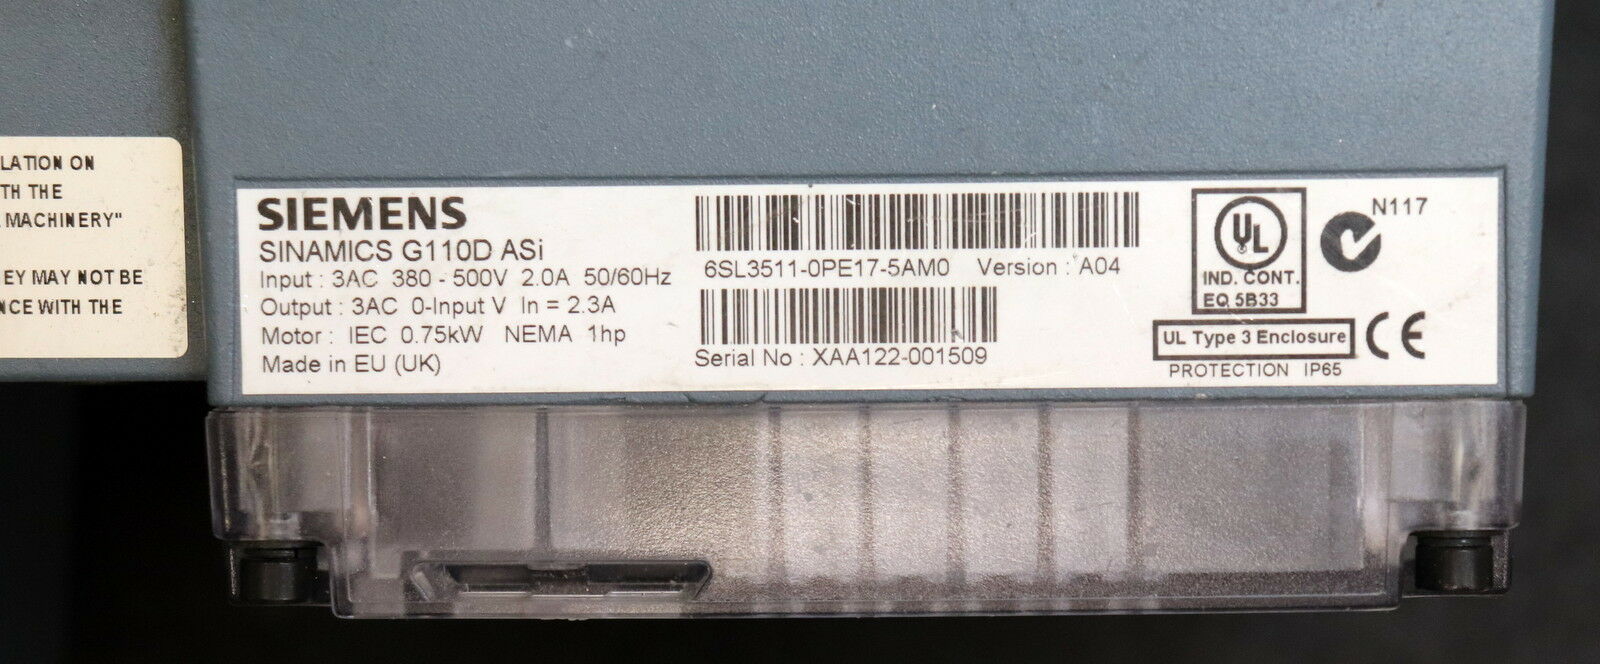 LATION ON
TH THE
MACHINERY"
EY MAY NOT BE
NCE WITH THE
SIEMENS
SINAMICS G110D ASi
Input : 3AC 380 - 500V 2.0A 50/60Hz
Output : 3AC 0-Input V In = 2.3A
Motor : IEC 0.75kW NEMA 1hp
Made in EU (UK)
6SL3511-0PE17-5AM0 Version : A04
Serial No : XAA122-001509
UL
IND. CONT.
EQ 5B33
N117
UL Type 3 Enclosure
CE
PROTECTION IP65